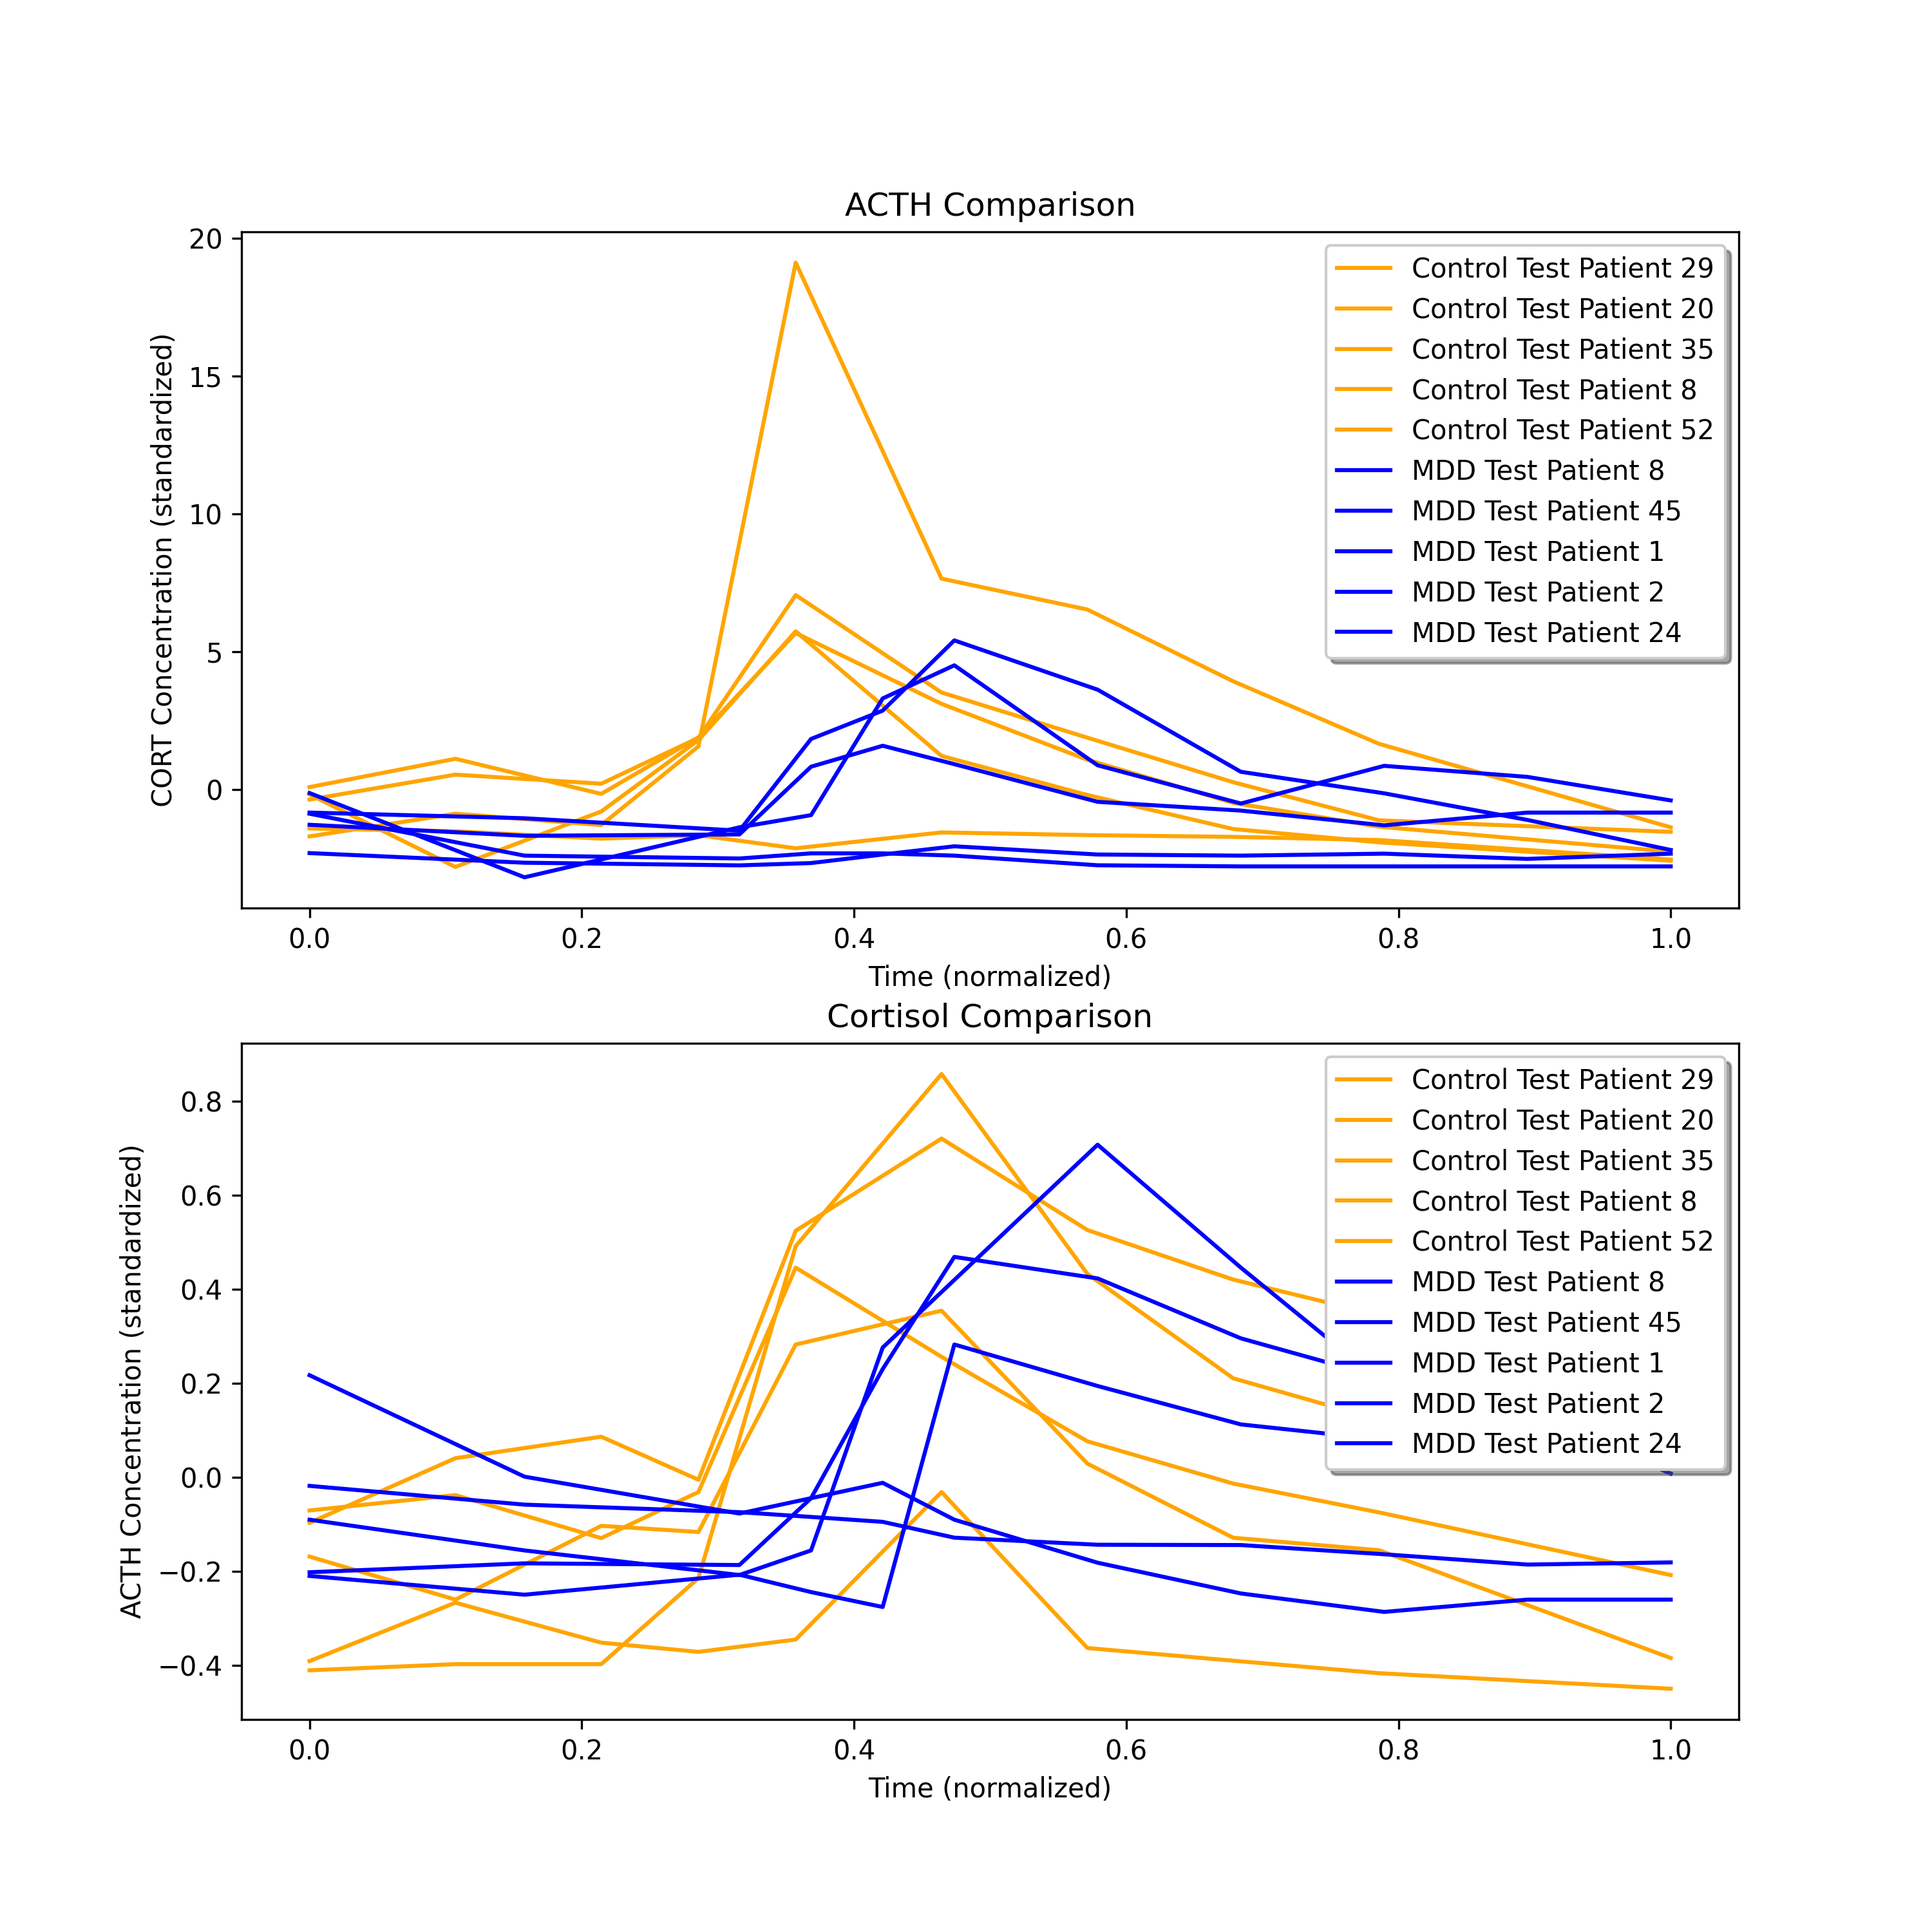 ACTH Comparison
CORT Concentration (standardized)
20
15
10
5
0
Control Test Patient 29
Control Test Patient 20
Control Test Patient 35
Control Test Patient 8
Control Test Patient 52
MDD Test Patient 8
MDD Test Patient 45
MDD Test Patient 1
MDD Test Patient 2
MDD Test Patient 24
0.0 0.2 0.4 0.6 0.8 1.0
Time (normalized)
Cortisol Comparison
ACTH Concentration (standardized)
0.8
0.6
0.4
0.2
0.0
−0.2
−0.4
Control Test Patient 29
Control Test Patient 20
Control Test Patient 35
Control Test Patient 8
Control Test Patient 52
MDD Test Patient 8
MDD Test Patient 45
MDD Test Patient 1
MDD Test Patient 2
MDD Test Patient 24
0.0 0.2 0.4 0.6 0.8 1.0
Time (normalized)